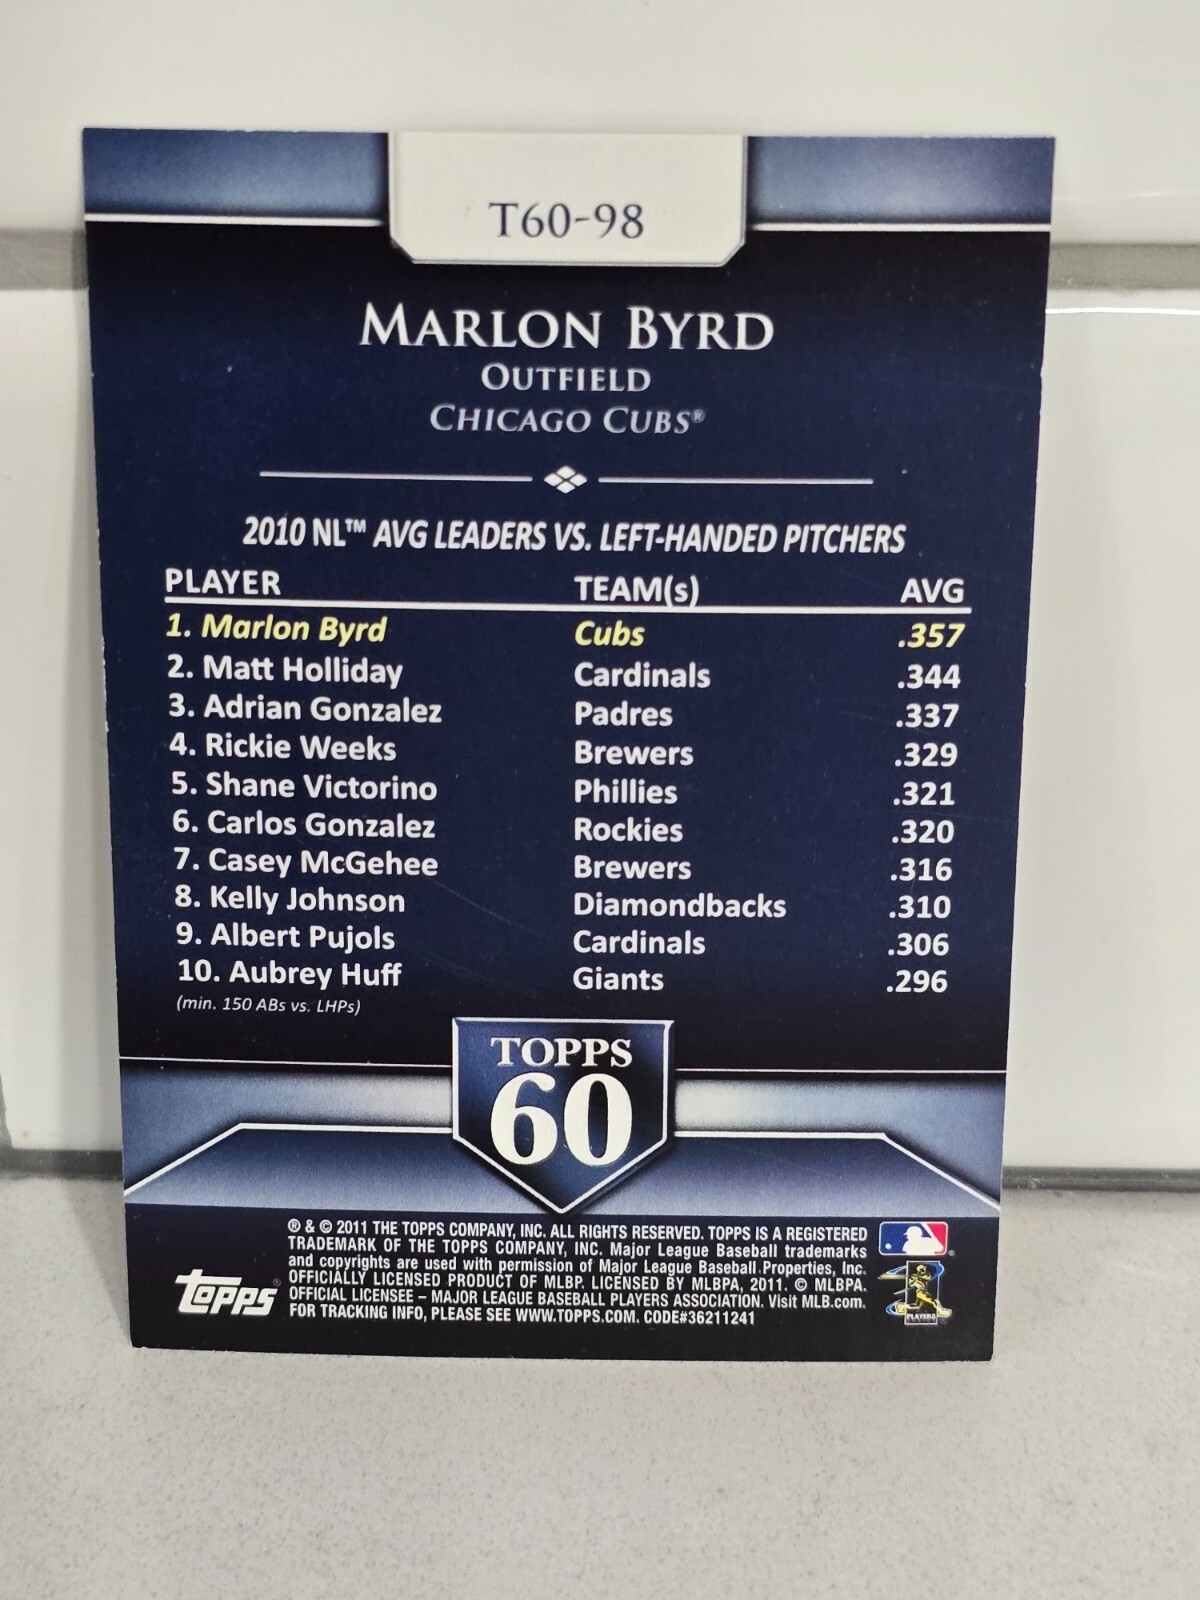 T60-98
MARLON BYRD
OUTFIELD
CHICAGO CUBS®
2010 NL™ AVG LEADERS VS. LEFT-HANDED PITCHERS
PLAYER TEAM(s) AVG
1. Marlon Byrd Cubs .357
2. Matt Holliday Cardinals .344
3. Adrian Gonzalez Padres .337
4. Rickie Weeks Brewers .329
5. Shane Victorino Phillies .321
6. Carlos Gonzalez Rockies .320
7. Casey McGehee Brewers .316
8. Kelly Johnson Diamondbacks .310
9. Albert Pujols Cardinals .306
10. Aubrey Huff Giants .296
(min. 150 ABs vs. LHPs)
TOPPS
60
® & © 2011 THE TOPPS COMPANY, INC. ALL RIGHTS RESERVED. TOPPS IS A REGISTERED
TRADEMARK OF THE TOPPS COMPANY, INC. Major League Baseball trademarks
and copyrights are used with permission of Major League Baseball Properties, Inc.
OFFICIALLY LICENSED PRODUCT OF MLBP. LICENSED BY MLBPA, 2011. © MLBPA.
OFFICIAL LICENSEE – MAJOR LEAGUE BASEBALL PLAYERS ASSOCIATION. Visit MLB.com.
FOR TRACKING INFO, PLEASE SEE WWW.TOPPS.COM. CODE#36211241
topps®
PLAYERS